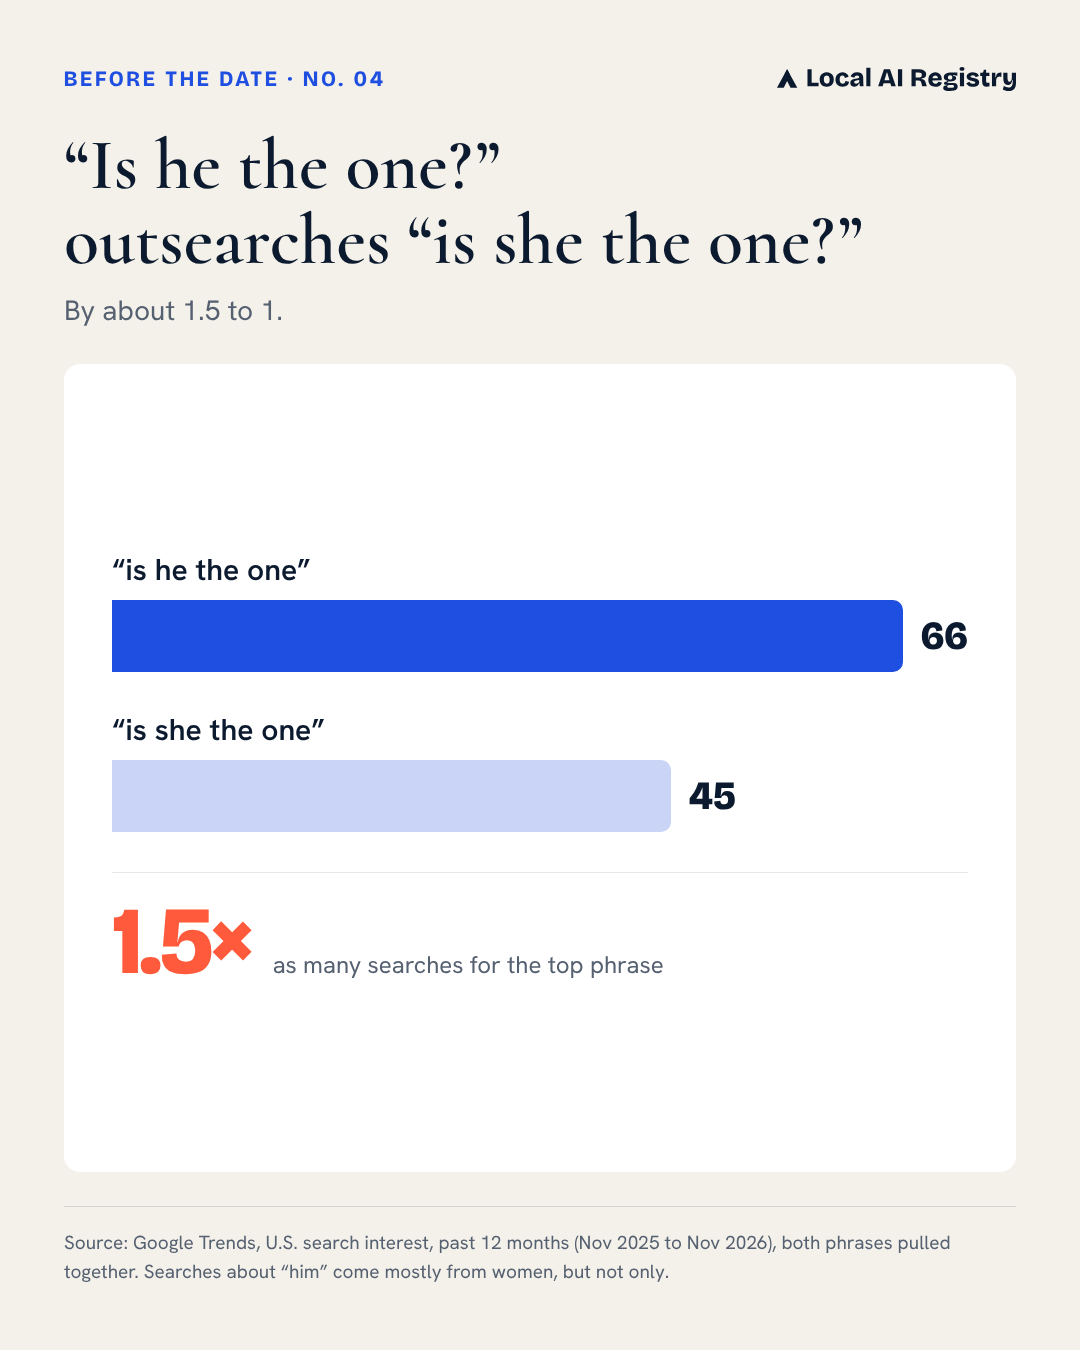 BEFORE THE DATE · NO. 04
Local AI Registry
“Is he the one?”
outsearches “is she the one?”
By about 1.5 to 1.
“is he the one”
66
“is she the one”
45
1.5× as many searches for the top phrase
Source: Google Trends, U.S. search interest, past 12 months (Nov 2025 to Nov 2026), both phrases pulled
together. Searches about “him” come mostly from women, but not only.